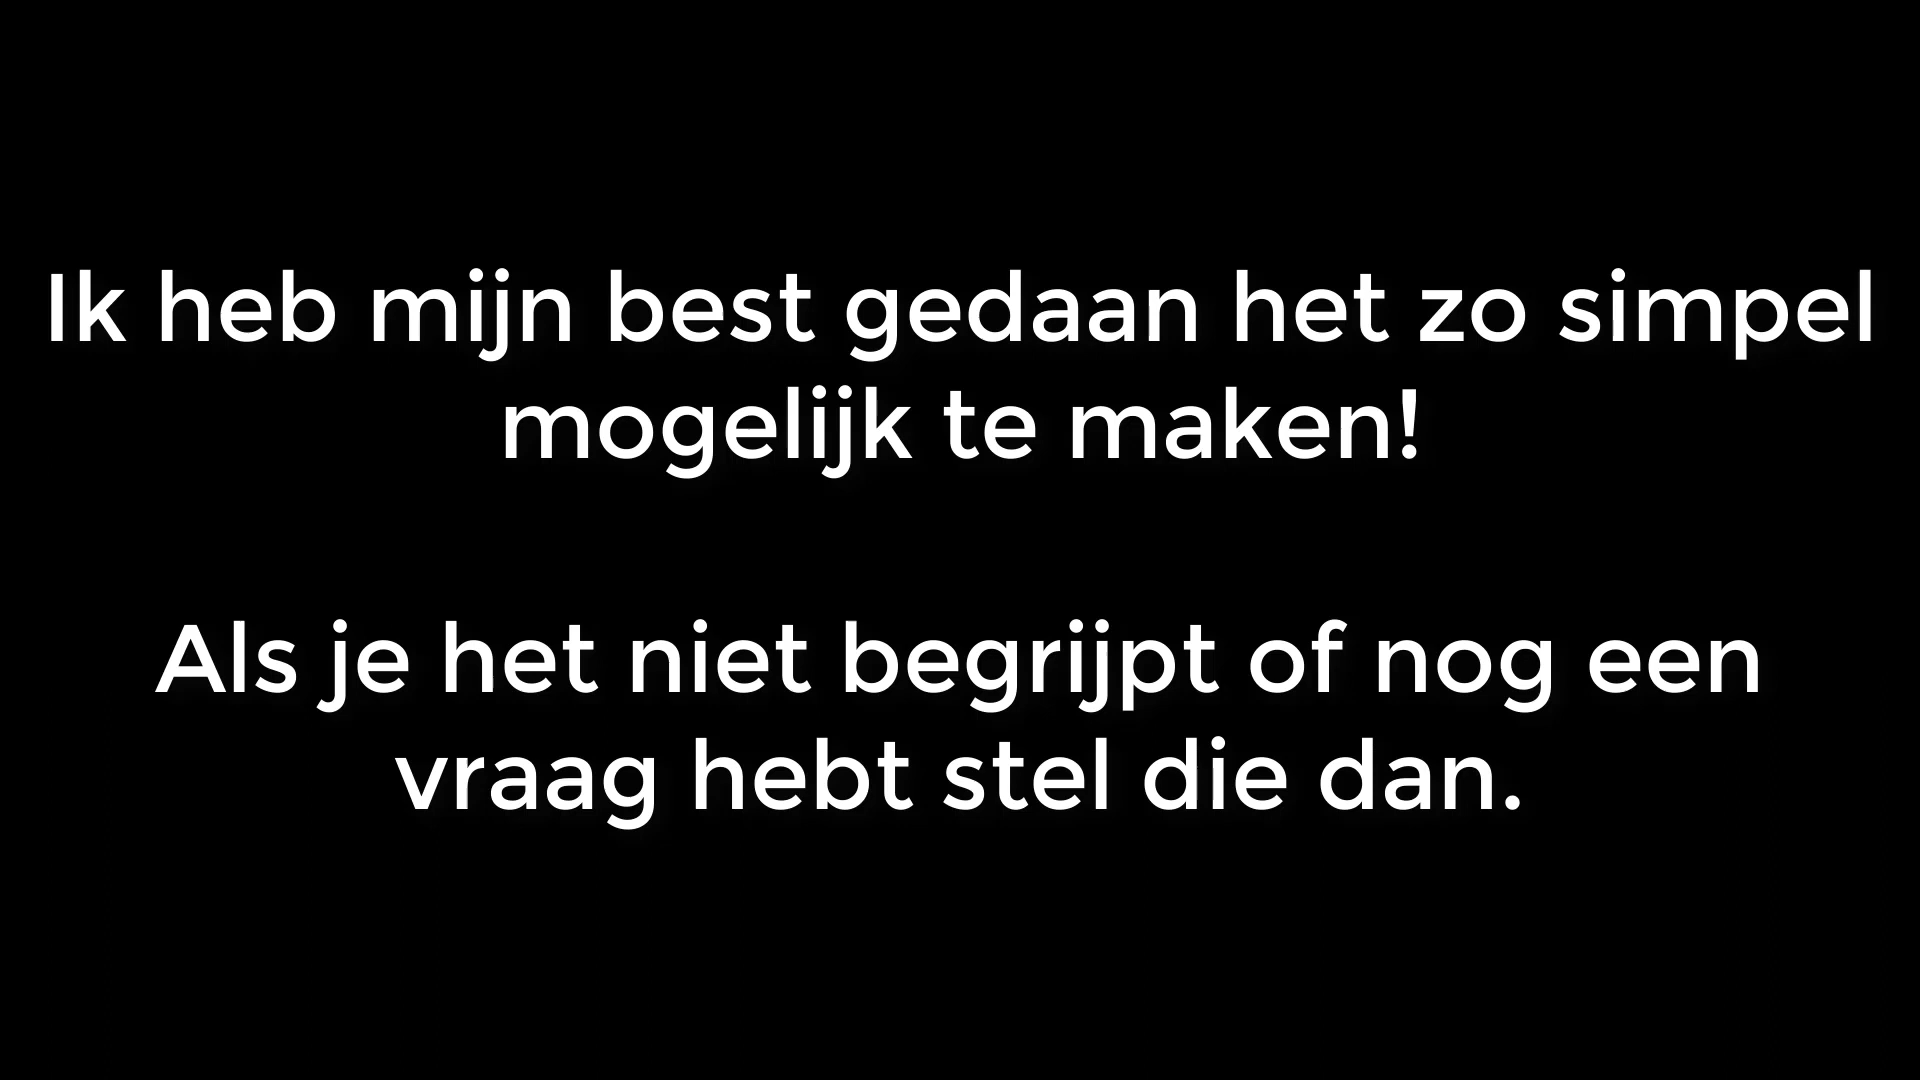 Ik heb mijn best gedaan het zo simpel
mogelijk te maken!
Als je het niet begrijpt of nog een
vraag hebt stel die dan.